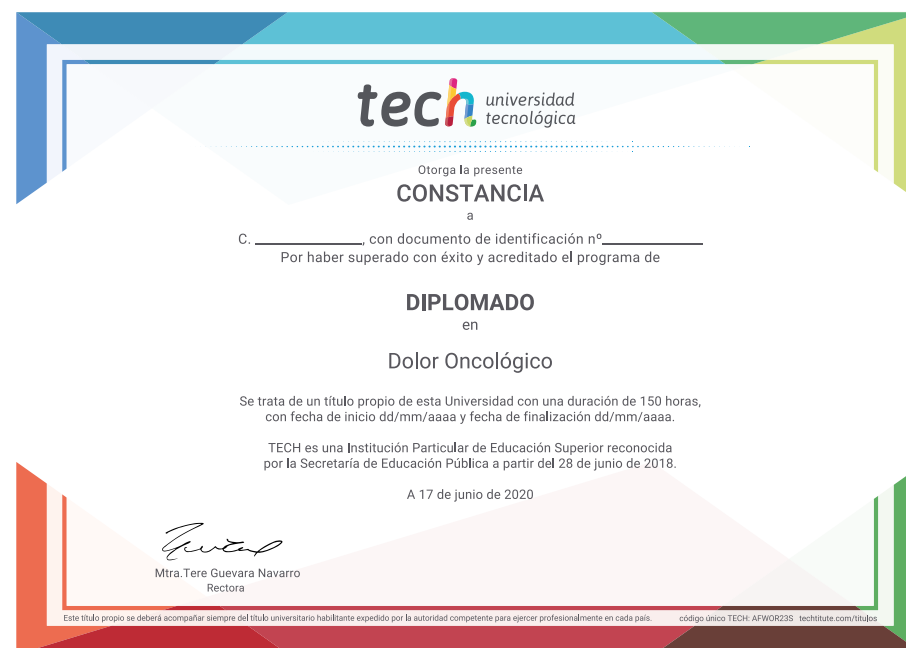 tech universidad
tecnológica
Otorga la presente
CONSTANCIA
a
C. ____________, con documento de identificación nº____________
Por haber superado con éxito y acreditado el programa de
DIPLOMADO
en
Dolor Oncológico
Se trata de un título propio de esta Universidad con una duración de 150 horas,
con fecha de inicio dd/mm/aaaa y fecha de finalización dd/mm/aaaa.
TECH es una Institución Particular de Educación Superior reconocida
por la Secretaría de Educación Pública a partir del 28 de junio de 2018.
A 17 de junio de 2020
Mtra.Tere Guevara Navarro
Rectora
Este título propio se deberá acompañar siempre del título universitario habilitante expedido por la autoridad competente para ejercer profesionalmente en cada país. código único TECH: AFWOR23S techtitute.com/titulos